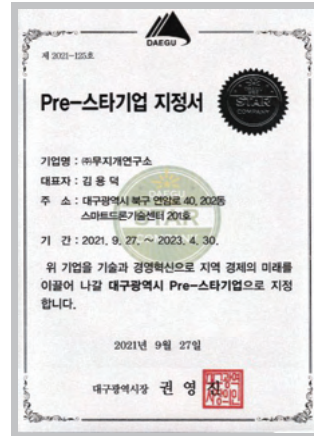 DAEGU
제 2021-125호
STAR
COMPANY
Pre-스타기업 지정서
기업명 : ㈜무지개연구소
대표자 : 김용덕
주 소 : 대구광역시 북구 연암로 40, 202동
스마트드론기술센터 201호
DAEGU
STAR
기 간 : 2021. 9. 27. ~ 2023. 4. 30.
위 기업을 기술과 경영혁신으로 지역 경제의 미래를
이끌어 나갈 대구광역시 Pre-스타기업으로 지정
합니다.
2021년 9월 27일
대구광역시장 권 영 진